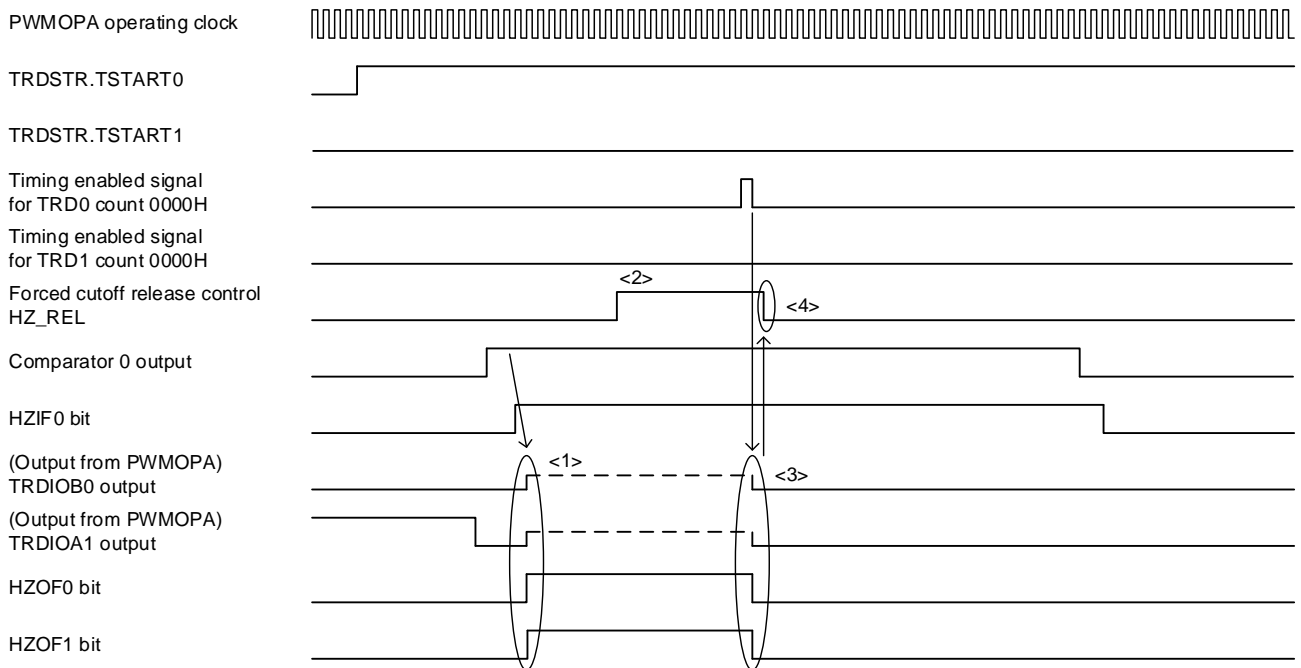 PWMOPA operating clock
TRDSTR.TSTART0
TRDSTR.TSTART1
Timing enabled signal
for TRD0 count 0000H
Timing enabled signal
for TRD1 count 0000H
<2>
Forced cutoff release control
HZ_REL
<4>
Comparator 0 output
HZIF0 bit
(Output from PWMOPA)
TRDIOB0 output
<1>
<3>
(Output from PWMOPA)
TRDIOA1 output
HZOF0 bit
HZOF1 bit